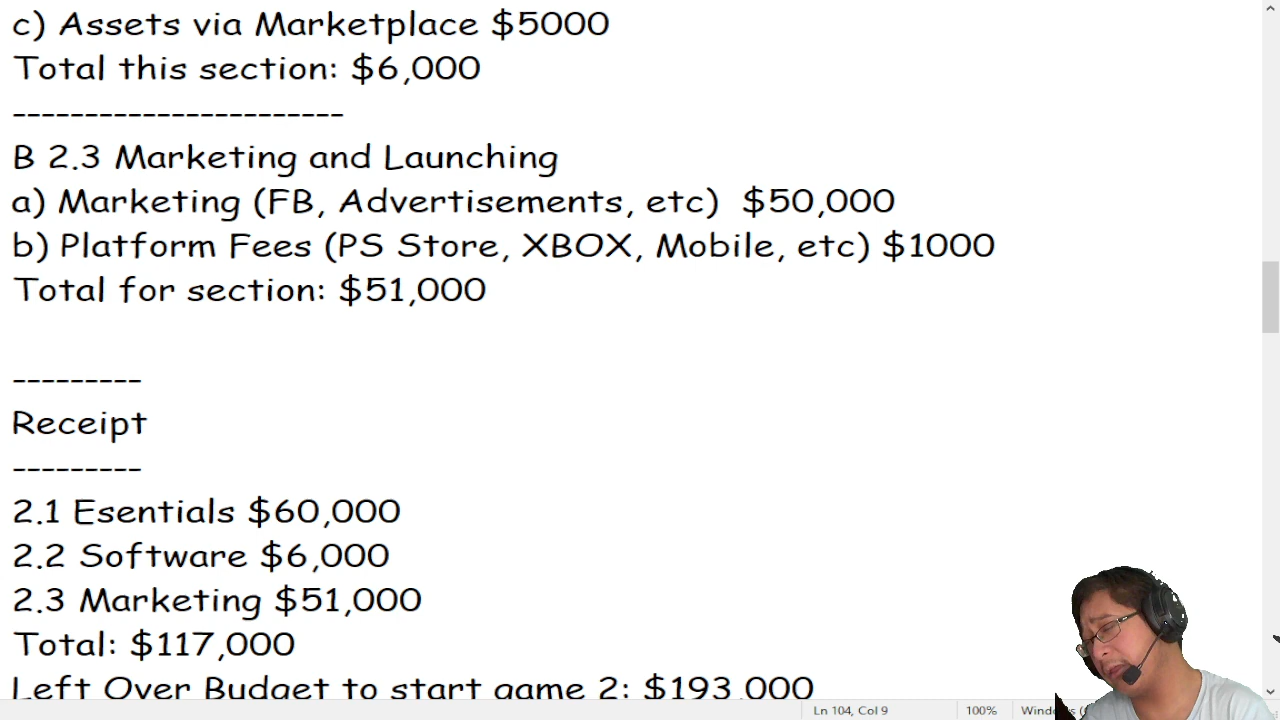 c) Assets via Marketplace $5000
Total this section: $6,000
-----------------------
B 2.3 Marketing and Launching
a) Marketing (FB, Advertisements, etc)  $50,000
b) Platform Fees (PS Store, XBOX, Mobile, etc) $1000
Total for section: $51,000
---------
Receipt
---------
2.1 Esentials $60,000
2.2 Software $6,000
2.3 Marketing $51,000
Total: $117,000
Left Over Budget to start game 2: $193,000
Ln 104, Col 9
100%